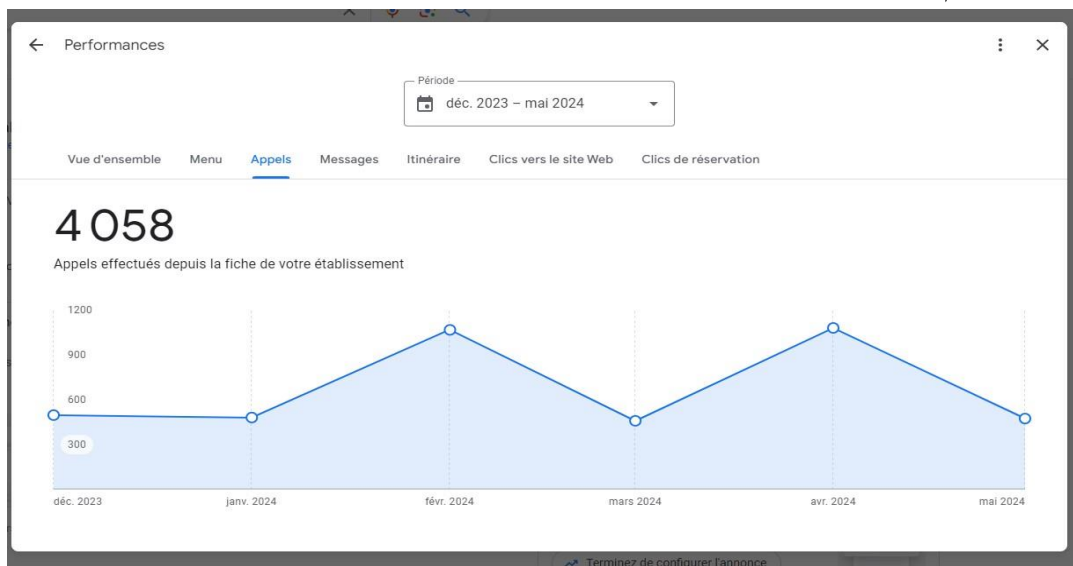 Performances
Période
déc. 2023 – mai 2024
Vue d'ensemble Menu Appels Messages Itinéraire Clics vers le site Web Clics de réservation
4 058
Appels effectués depuis la fiche de votre établissement
1200
900
600
300
déc. 2023 janv. 2024 févr. 2024 mars 2024 avr. 2024 mai 2024
Terminez de configurer l'annonce